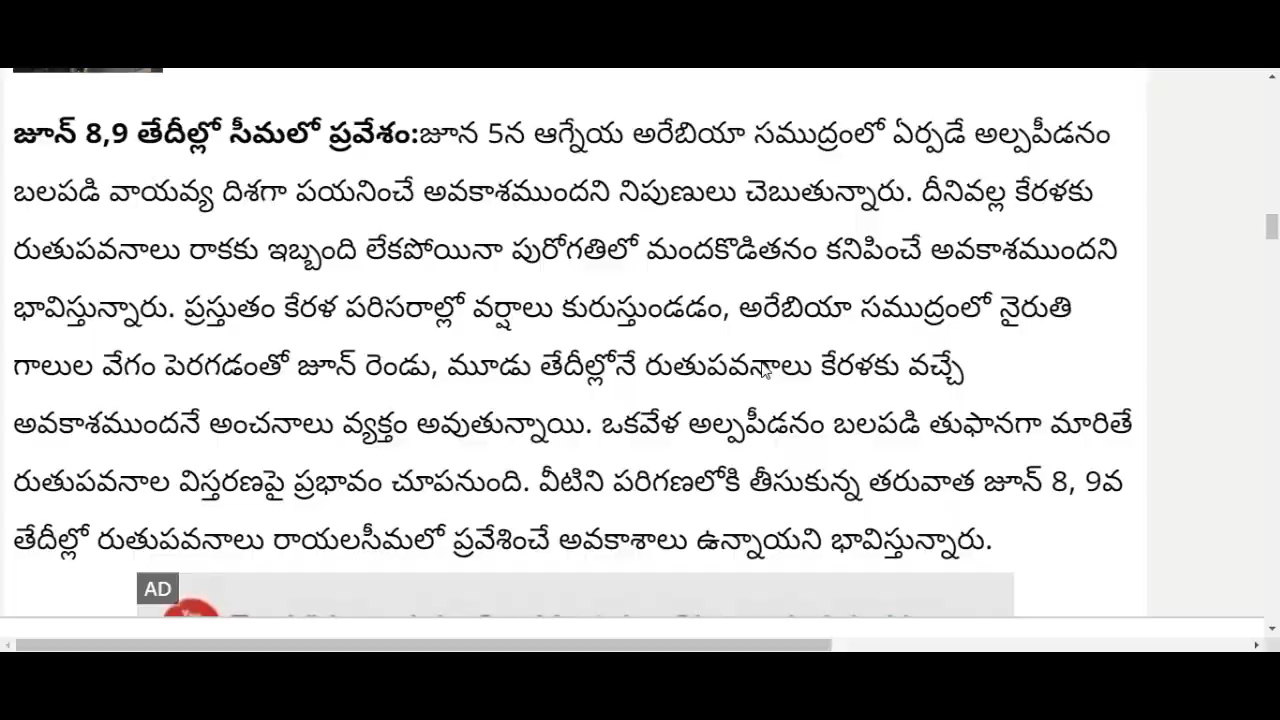 జూన్ 8,9 తేదీల్లో సీమలో ప్రవేశం:జూన 5న ఆగ్నేయ అరేబియా సముద్రంలో ఏర్పడే అల్పపీడనం
బలపడి వాయవ్య దిశగా పయనించే అవకాశముందని నిపుణులు చెబుతున్నారు. దీనివల్ల కేరళకు
రుతుపవనాలు రాకకు ఇబ్బంది లేకపోయినా పురోగతిలో మందకొడితనం కనిపించే అవకాశముందని
భావిస్తున్నారు. ప్రస్తుతం కేరళ పరిసరాల్లో వర్షాలు కురుస్తుండడం, అరేబియా సముద్రంలో నైరుతి
గాలుల వేగం పెరగడంతో జూన్ రెండు, మూడు తేదీల్లోనే రుతుపవనాలు కేరళకు వచ్చే
అవకాశముందనే అంచనాలు వ్యక్తం అవుతున్నాయి. ఒకవేళ అల్పపీడనం బలపడి తుఫానగా మారితే
రుతుపవనాల విస్తరణపై ప్రభావం చూపనుంది. వీటిని పరిగణలోకి తీసుకున్న తరువాత జూన్ 8, 9వ
తేదీల్లో రుతుపవనాలు రాయలసీమలో ప్రవేశించే అవకాశాలు ఉన్నాయని భావిస్తున్నారు.
AD